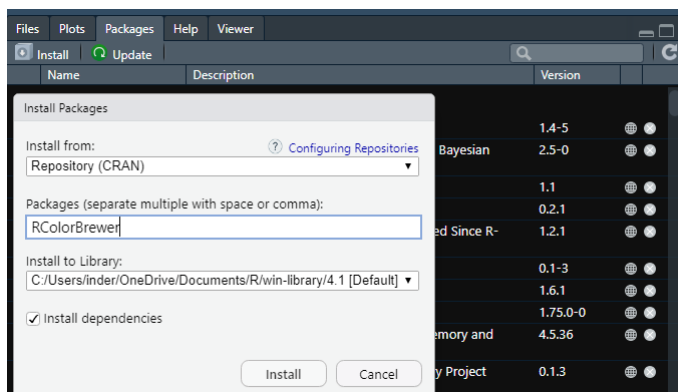 Files Plots Packages Help Viewer
Install Update
Name Description Version
Install Packages
Install from:
? Configuring Repositories
Repository (CRAN)
Packages (separate multiple with space or comma):
RColorBrewer
Install to Library:
C:/Users/inder/OneDrive/Documents/R/win-library/4.1 [Default]
Install dependencies
Install Cancel
1.4-5
Bayesian 2.5-0
1.1
0.2.1
ed Since R- 1.2.1
0.1-3
1.6.1
1.75.0-0
emory and 4.5.36
y Project 0.1.3